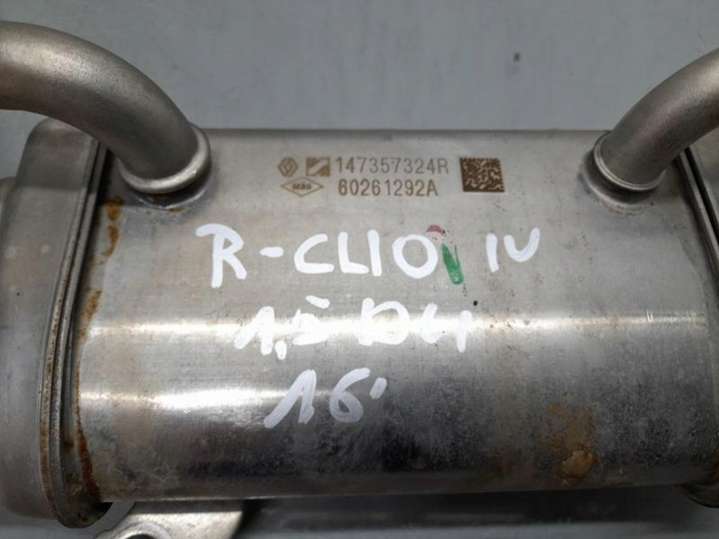 147357324R
60261292A
R-CLIO IV
1,5 DCi
16'